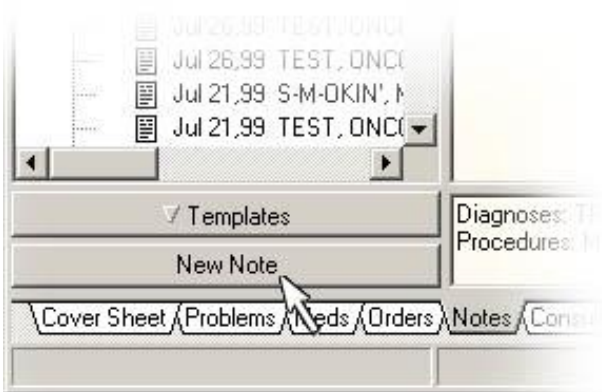 Jul 26,99 TEST, ONC
Jul 26,99 TEST, ONC
Jul 21,99 S-M-OKIN',
Jul 21,99 TEST, ONC
Templates
Diagnoses:
Procedures:
New Note
Cover Sheet Problems Meds Orders Notes Consu